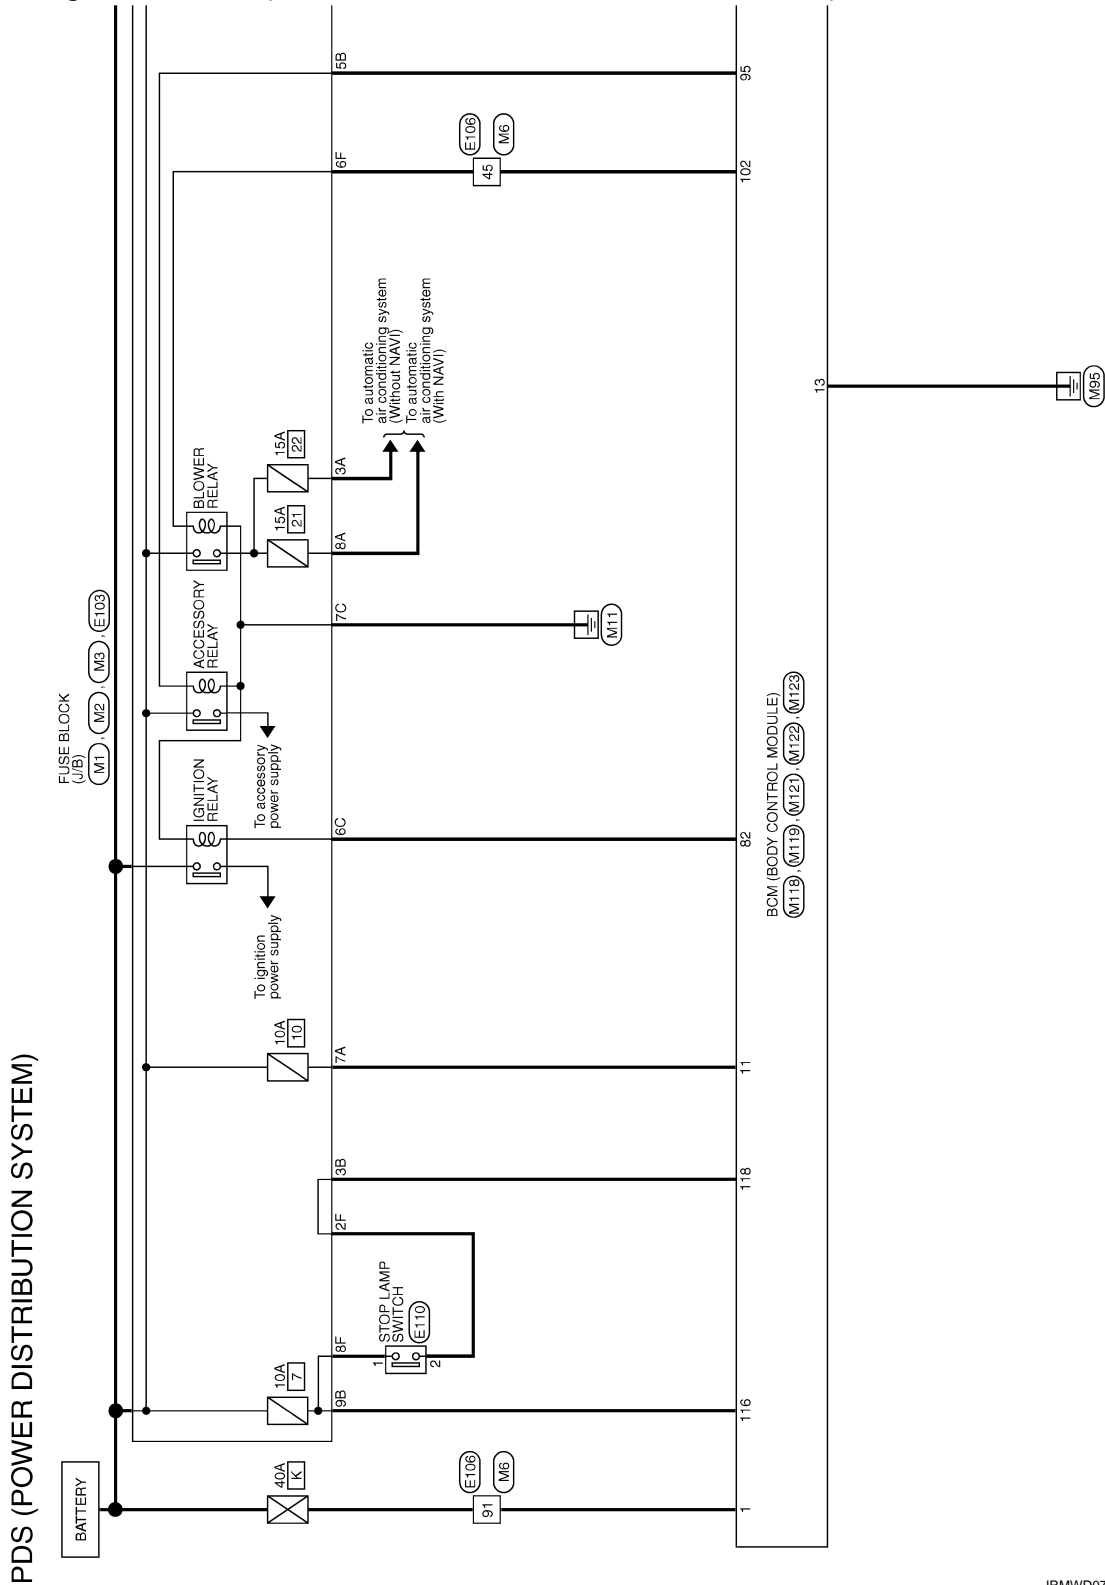 PDS (POWER DISTRIBUTION SYSTEM)
BATTERY
FUSE BLOCK
(J/B)
M1 , M2 , M3 , E103
40A
K
10A
7
10A
10
IGNITION
RELAY
ACCESSORY
RELAY
BLOWER
RELAY
15A
21
15A
22
To ignition
power supply
To accessory
power supply
9B
8F
2F
3B
7A
6C
7C
8A
3A
6F
5B
1
STOP LAMP
SWITCH
E110
2
To automatic
air conditioning system
(Without NAVI)
To automatic
air conditioning system
(With NAVI)
E106
91
M6
M11
E106
45
M6
1
116
118
11
82
102
95
BCM (BODY CONTROL MODULE)
M118 , M119 , M121 , M122 , M123
13
M95